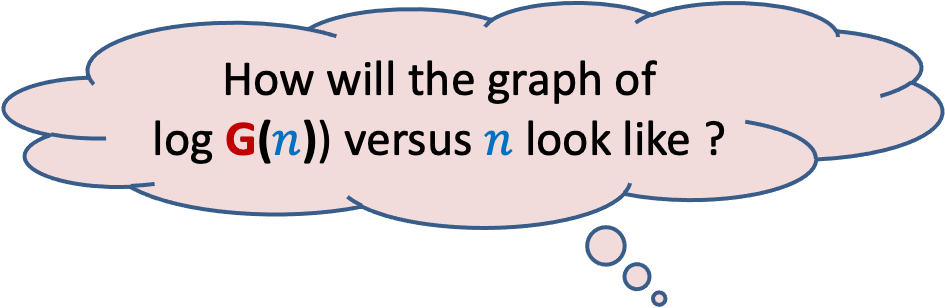 How will the graph of
log G(𝑛)) versus 𝑛 look like ?